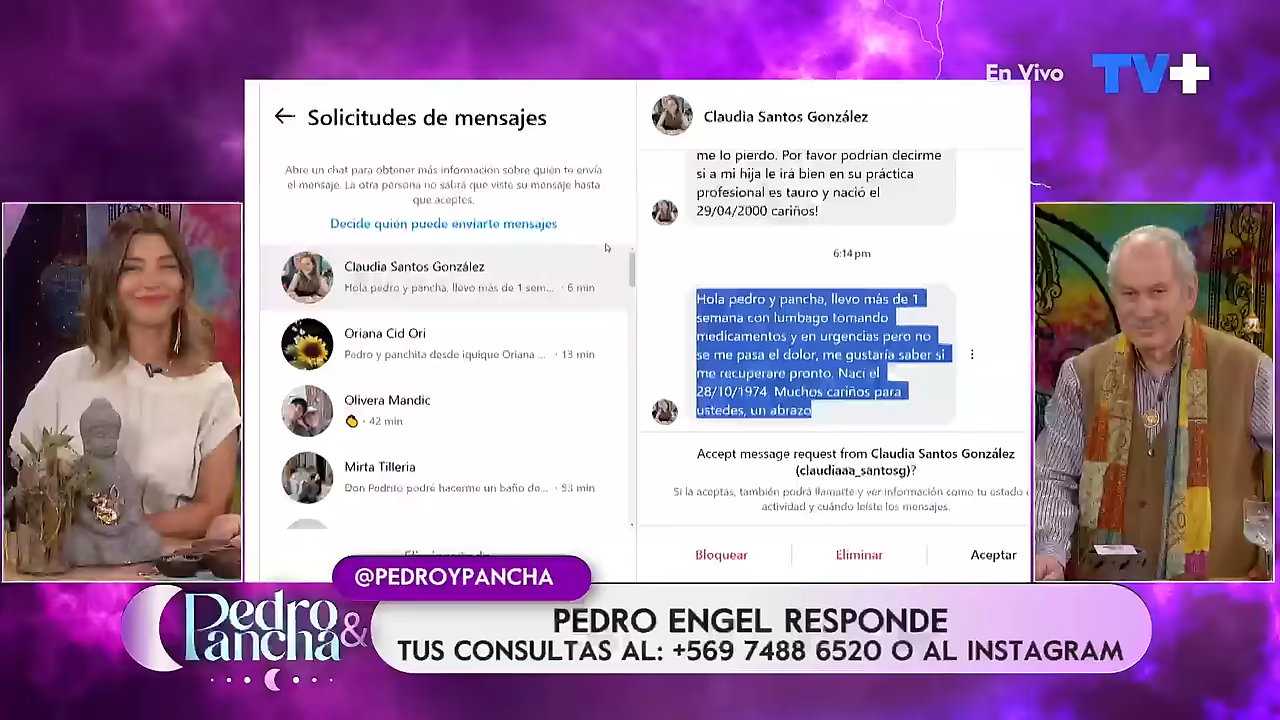 En Vivo
TV+
Solicitudes de mensajes
Abre un chat para obtener más información sobre quién te envía
el mensaje. La otra persona no sabrá que viste su mensaje hasta
que aceptes.
Decide quién puede enviarte mensajes
Claudia Santos González
Hola pedro y pancha, llevo más de 1 sem... · 6 min
Oriana Cid Ori
Pedro y panchita desde iquique Oriana ... · 13 min
Olivera Mandic
· 42 min
Mirta Tilleria
Don Pedrito podré hacerme un baño de... · 53 min
Claudia Santos González
me lo pierdo. Por favor podrían decirme
si a mi hija le irá bien en su práctica
profesional es tauro y nació el
29/04/2000 cariños!
6:14 pm
Hola pedro y pancha, llevo más de 1
semana con lumbago tomando
medicamentos y en urgencias pero no
se me pasa el dolor, me gustaría saber si
me recuperare pronto. Nací el
28/10/1974 Muchos cariños para
ustedes, un abrazo
Accept message request from Claudia Santos González
(claudiaaa_santosg)?
Si la aceptas, también podrá llamarte y ver información como tu estado
actividad y cuándo leíste los mensajes.
Bloquear
Eliminar
Aceptar
@PEDROYPANCHA
Pedro &
Pancha
PEDRO ENGEL RESPONDE
TUS CONSULTAS AL: +569 7488 6520 O AL INSTAGRAM